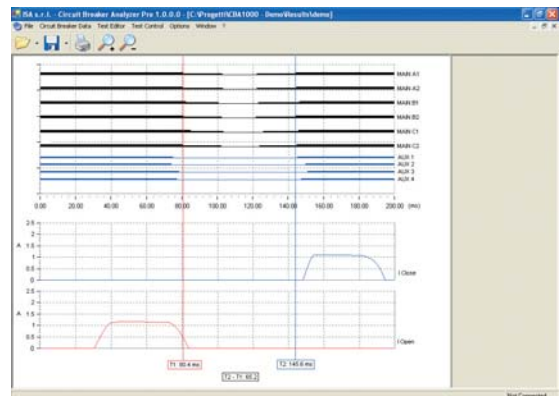 ISA s.r.l. - Circuit Breaker Analyzer Pre 1.0.0.0 - [C:\Progetti\CBA1000 - Demo\Results\demo]
File Circuit Breaker Data Test Editor Test Control Options Window ?
MAIN A1
MAIN A2
MAIN B1
MAIN B2
MAIN C1
MAIN C2
AUX 1
AUX 2
AUX 3
AUX 4
0.00 20.00 40.00 60.00 80.00 100.00 120.00 140.00 160.00 180.00 200.00 (ms)
2.5
2
A 1.5
1
0.5
0
I Close
2.5
2
A 1.5
1
0.5
0
I Open
T1 80.4 ms
T2 145.6 ms
T2 - T1 65.2
Not Connected